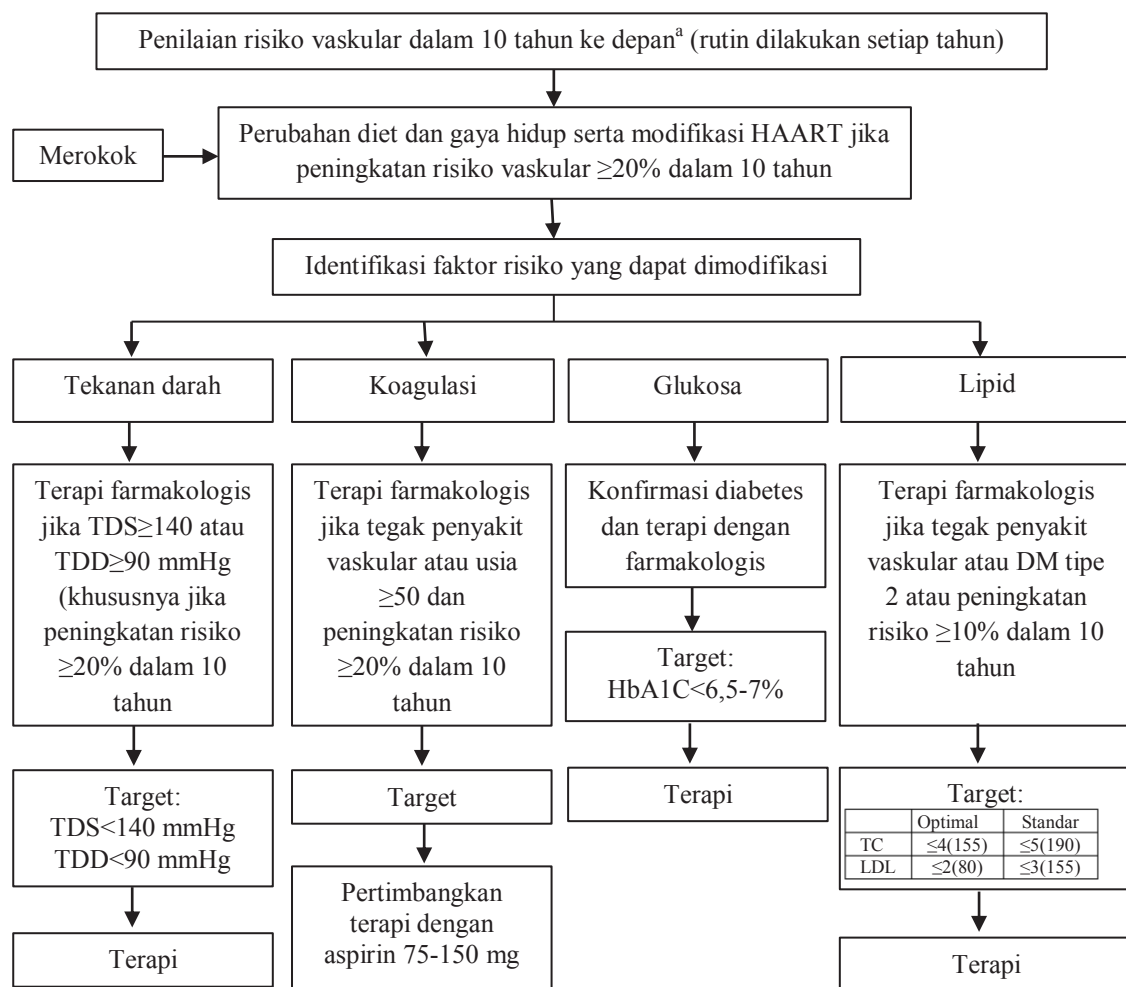 Penilaian risiko vaskular dalam 10 tahun ke depanᵃ (rutin dilakukan setiap tahun)
Merokok
Perubahan diet dan gaya hidup serta modifikasi HAART jika
peningkatan risiko vaskular ≥20% dalam 10 tahun
Identifikasi faktor risiko yang dapat dimodifikasi
Tekanan darah
Koagulasi
Glukosa
Lipid
Terapi farmakologis
jika TDS≥140 atau
TDD≥90 mmHg
(khususnya jika
peningkatan risiko
≥20% dalam 10
tahun
Terapi farmakologis
jika tegak penyakit
vaskular atau usia
≥50 dan
peningkatan risiko
≥20% dalam 10
tahun
Konfirmasi diabetes
dan terapi dengan
farmakologis
Terapi farmakologis
jika tegak penyakit
vaskular atau DM tipe
2 atau peningkatan
risiko ≥10% dalam 10
tahun
Target:
HbA1C<6,5-7%
Target:
TDS<140 mmHg
TDD<90 mmHg
Target
Terapi
Target:
Optimal Standar
TC ≤4(155) ≤5(190)
LDL ≤2(80) ≤3(155)
Terapi
Pertimbangkan
terapi dengan
aspirin 75-150 mg
Terapi